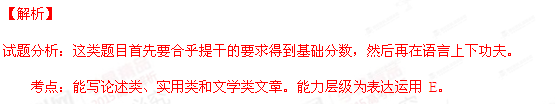 【解析】
试题分析：这类题目首先要合乎提干的要求得到基础分数，然后再在语言上下功夫。
考点：能写论述类、实用类和文学类文章。能力层级为表达运用 E。